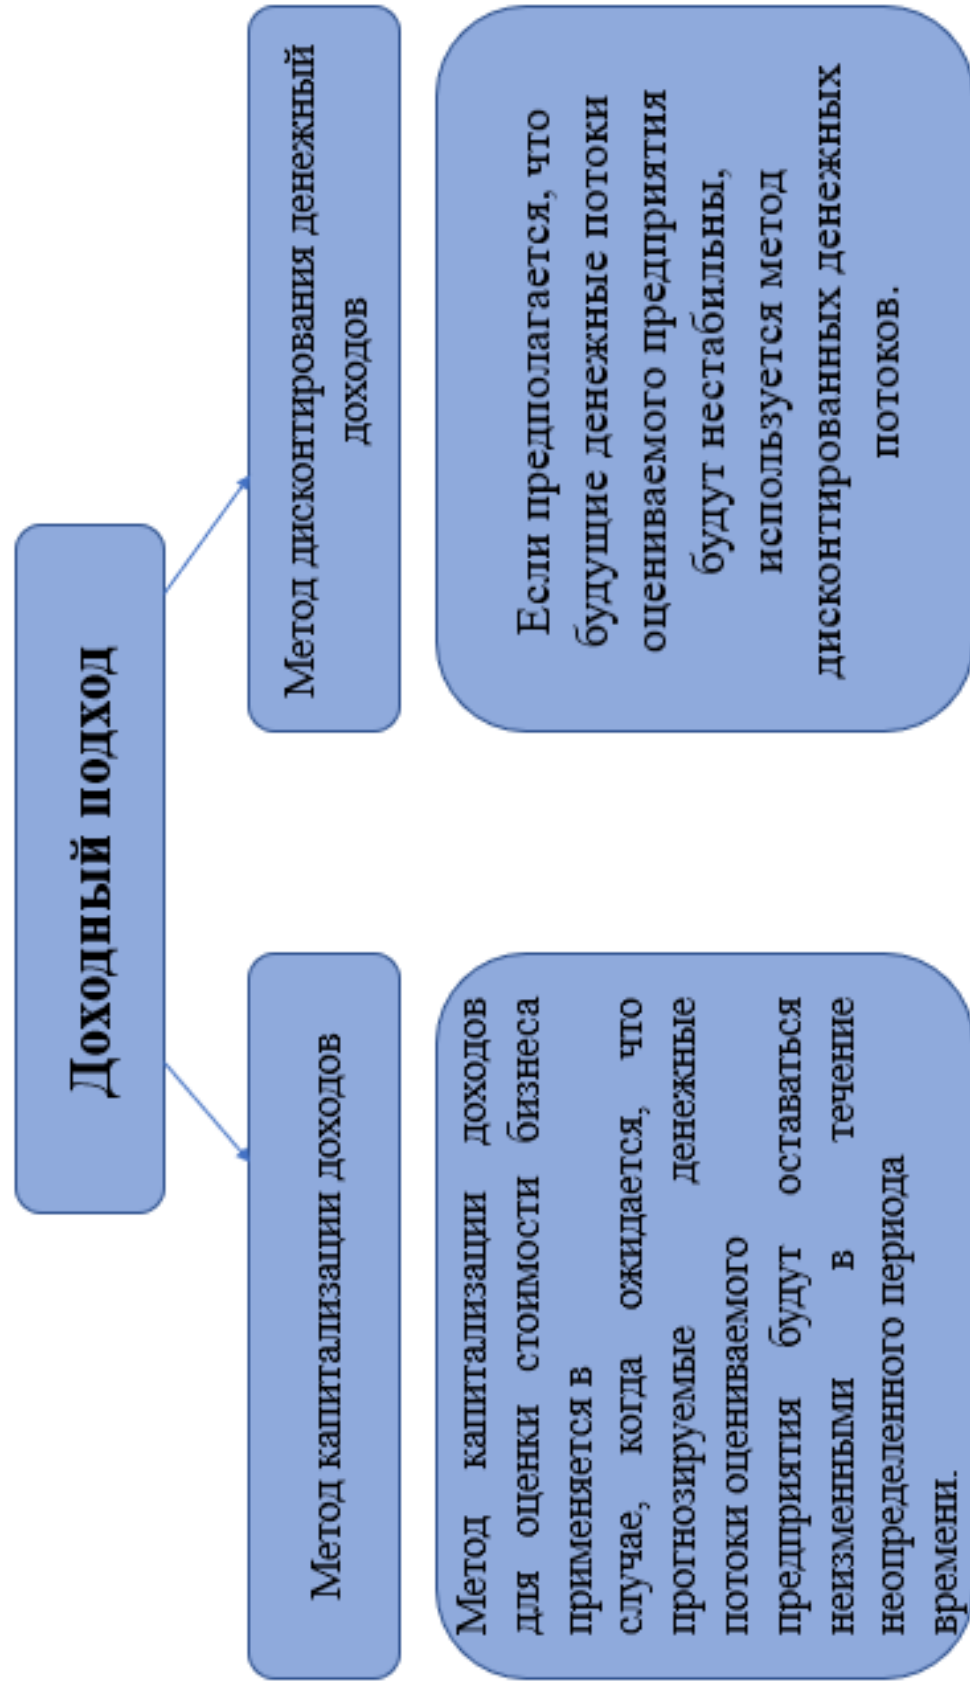 Доходный подход
Метод капитализации доходов
Метод капитализации доходов
для оценки стоимости бизнеса
применяется в
случае, когда ожидается, что
прогнозируемые денежные
потоки оцениваемого
предприятия будут оставаться
неизменными в течение
неопределенного периода
времени.
Метод дисконтирования денежный
доходов
Если предполагается, что
будущие денежные потоки
оцениваемого предприятия
будут нестабильны,
используется метод
дисконтированных денежных
потоков.